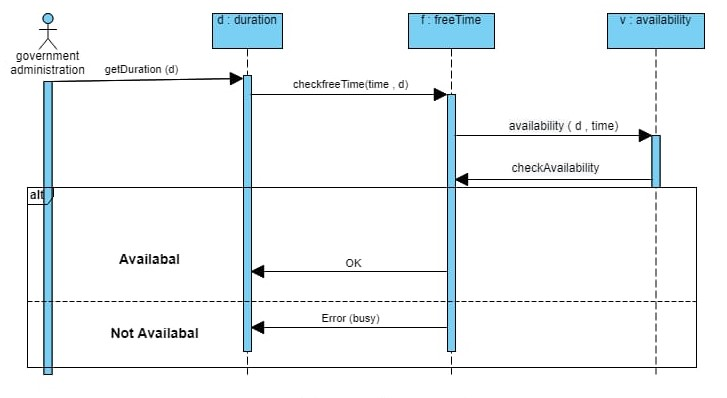 d : duration
f : freeTime
v : availability
government
administration
getDuration (d)
checkfreeTime(time , d)
availability ( d , time)
checkAvailability
alt
Availabal
OK
Error (busy)
Not Availabal